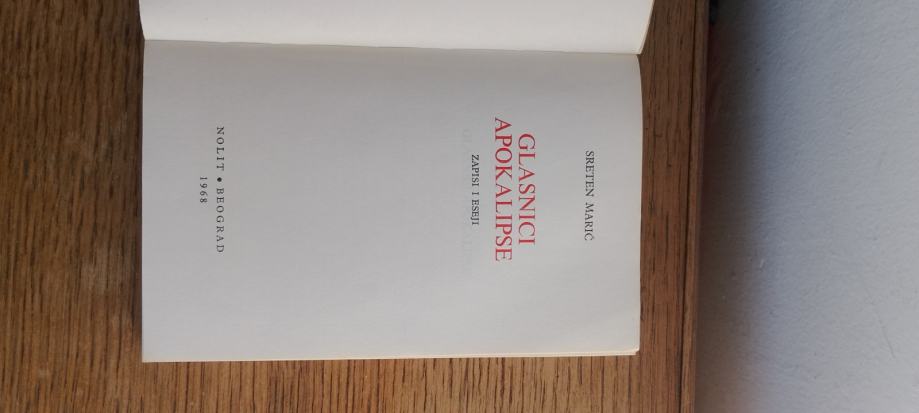 SRETEN MARIĆ
GLASNICI
APOKALIPSE
ZAPISI I ESEJI
NOLIT • BEOGRAD
1968